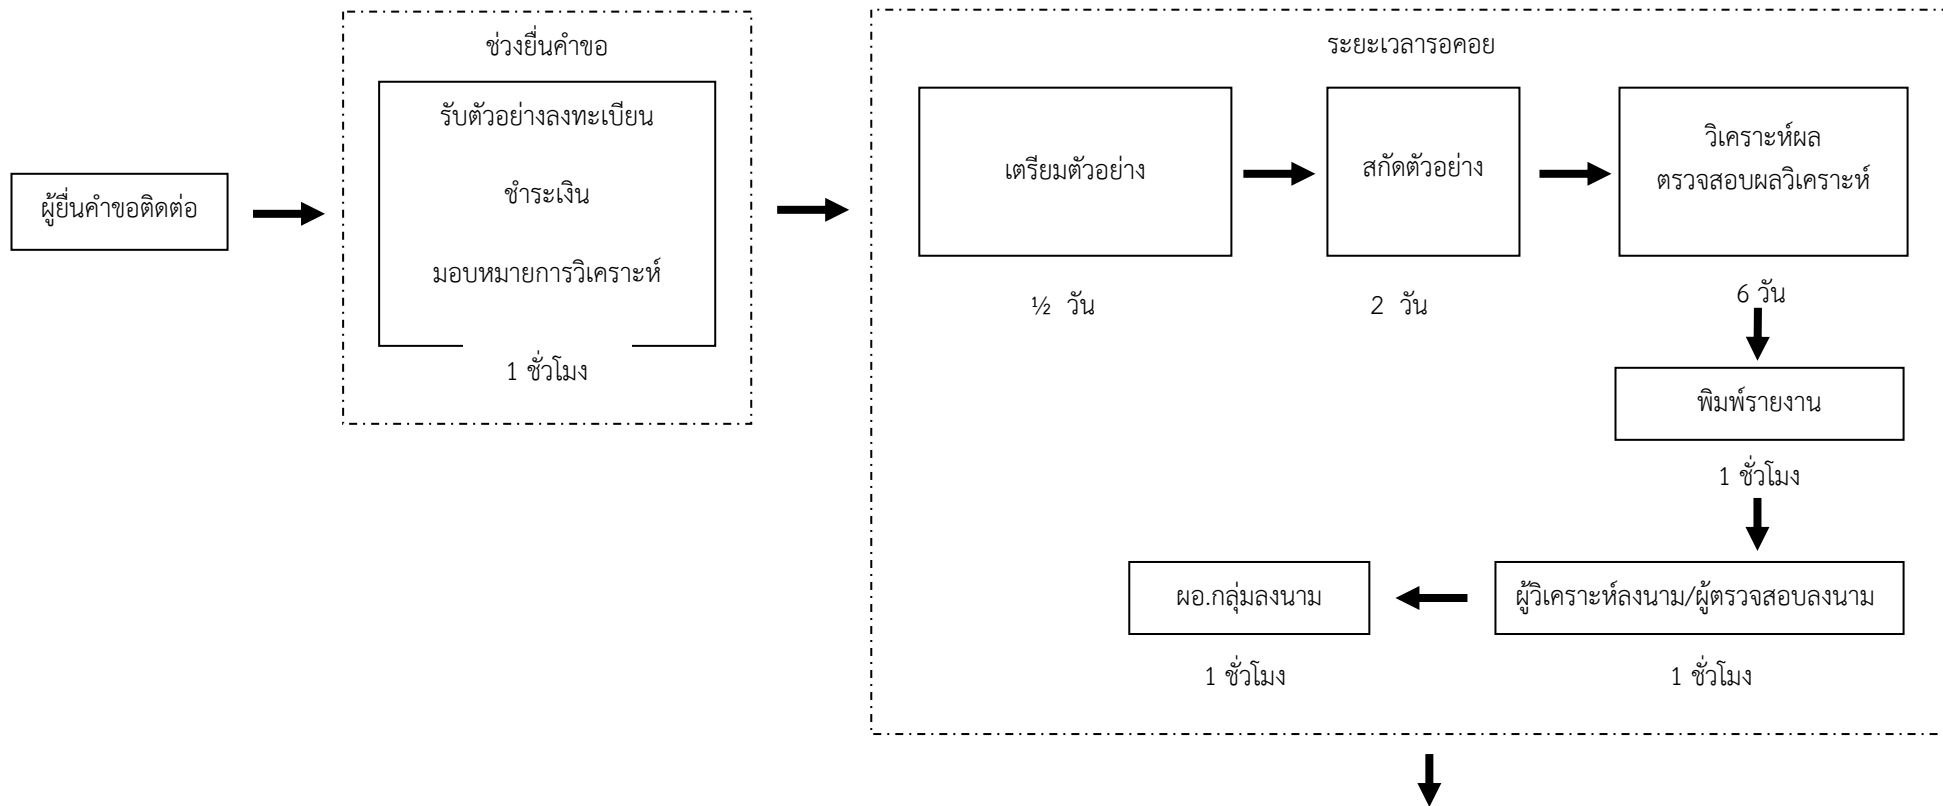 ผู้ยื่นคำขอติดต่อ
ช่วงยื่นคำขอ
รับตัวอย่างลงทะเบียน
ชำระเงิน
มอบหมายการวิเคราะห์
1 ชั่วโมง
ระยะเวลารอคอย
เตรียมตัวอย่าง
½ วัน
สกัดตัวอย่าง
2 วัน
วิเคราะห์ผล
ตรวจสอบผลวิเคราะห์
6 วัน
พิมพ์รายงาน
1 ชั่วโมง
ผู้วิเคราะห์ลงนาม/ผู้ตรวจสอบลงนาม
1 ชั่วโมง
ผอ.กลุ่มลงนาม
1 ชั่วโมง